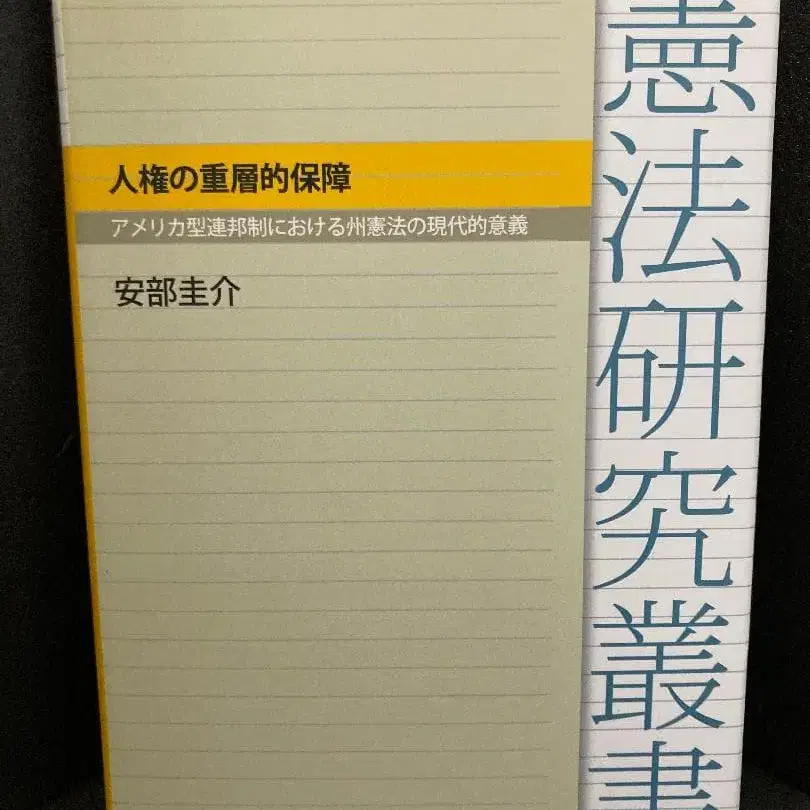 人権の重層的保障
アメリカ型連邦制における州憲法の現代的意義
安部圭介
憲法研究叢書